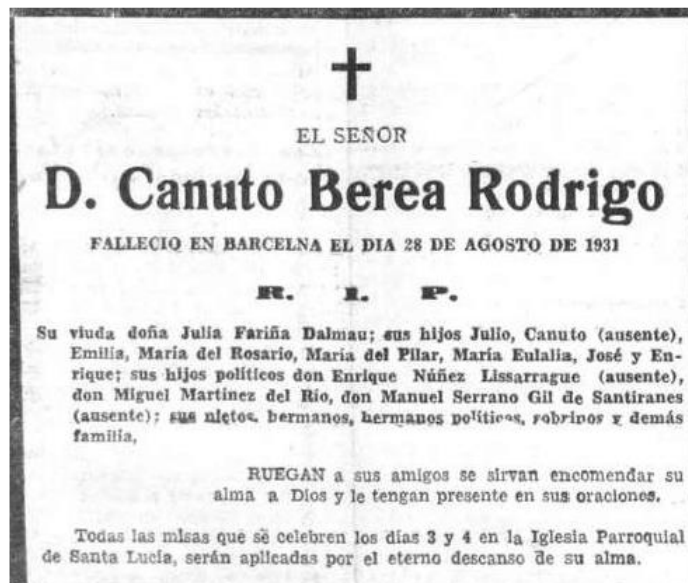 EL SEÑOR
D. Canuto Berea Rodrigo
FALLECIO EN BARCELNA EL DIA 28 DE AGOSTO DE 1931
R. I. P.
Su viuda doña Julia Fariña Dalmau; sus hijos Julio, Canuto (ausente),
Emilia, María del Rosario, María del Pilar, María Eulalia, José y En-
rique; sus hijos políticos don Enrique Núñez Lissarrague (ausente),
don Miguel Martínez del Río, don Manuel Serrano Gil de Santiranes
(ausente); sus nietos, hermanos, hermanos políticos, sobrinos y demás
familia,
RUEGAN a sus amigos se sirvan encomendar su
alma a Dios y le tengan presente en sus oraciones.
Todas las misas que se celebren los días 3 y 4 en la Iglesia Parroquial
de Santa Lucía, serán aplicadas por el eterno descanso de su alma.